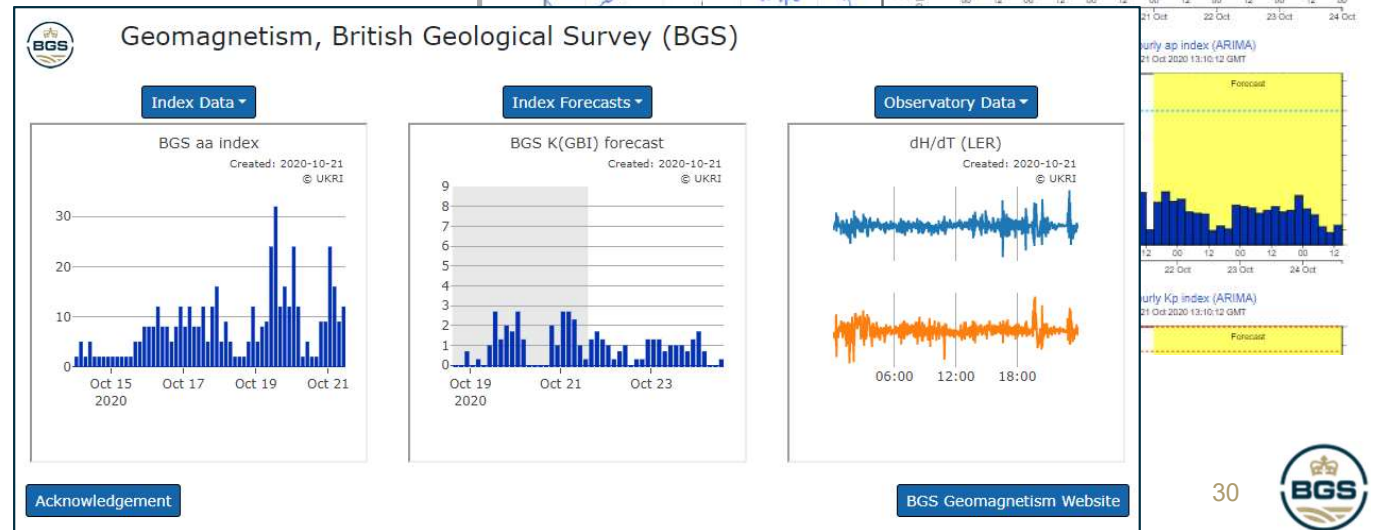 BGS
Geomagnetism, British Geological Survey (BGS)
Index Data
Index Forecasts
Observatory Data
BGS aa index
Created: 2020-10-21
© UKRI
30
20
10
0
Oct 15
2020
Oct 17
Oct 19
Oct 21
BGS K(GBI) forecast
Created: 2020-10-21
© UKRI
9
8
7
6
5
4
3
2
1
0
Oct 19
2020
Oct 21
Oct 23
dH/dT (LER)
Created: 2020-10-21
© UKRI
06:00 12:00 18:00
Acknowledgement
BGS Geomagnetism Website
21 Oct 22 Oct 23 Oct 24 Oct
ap index (ARIMA)
21 Oct 2020 13:10:12 GMT
Forecast
12 00 12 00 12 00 12
22 Oct 23 Oct 24 Oct
Kp index (ARIMA)
21 Oct 2020 13:10:12 GMT
Forecast
30
BGS